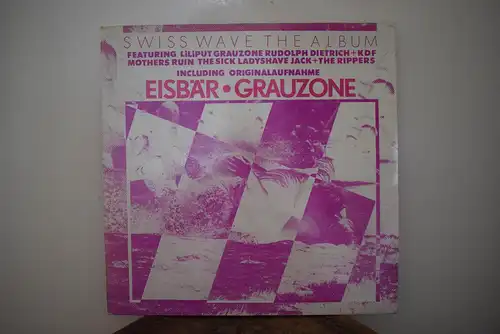 SWISS WAVE THE ALBUM
FEATURING LILIPUT GRAUZONE RUDOLPH DIETRICH+KDF
MOTHERS RUIN THE SICK LADYSHAVE JACK+THE RIPPERS
INCLUDING ORIGINALAUFNAHME
EISBÄR • GRAUZONE